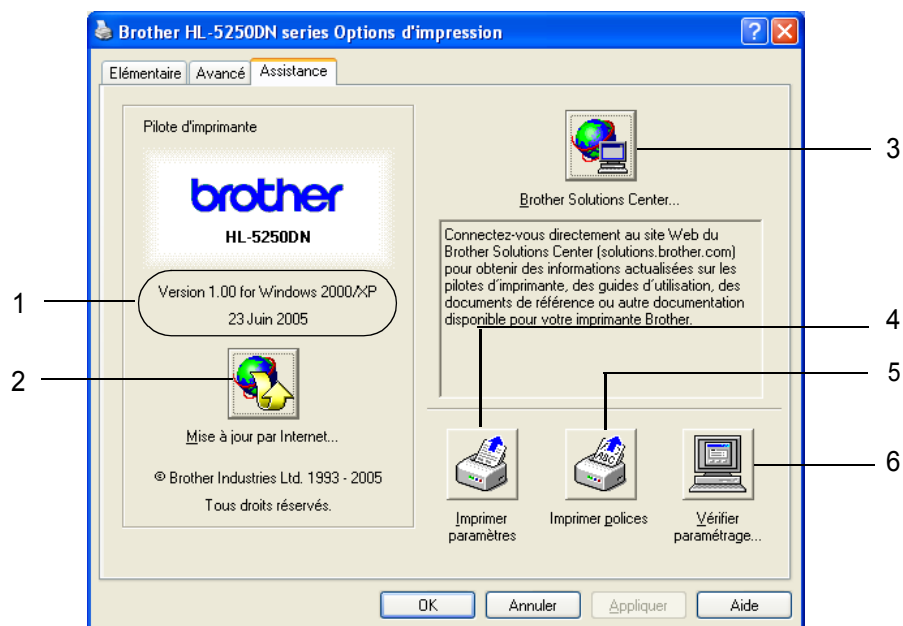 Brother HL-5250DN series Options d'impression
Elémentaire Avancé Assistance
Pilote d'imprimante
brother
HL-5250DN
1
Version 1.00 for Windows 2000/XP
23 Juin 2005
2
Mise à jour par Internet...
© Brother Industries Ltd. 1993 - 2005
Tous droits réservés.
3
Brother Solutions Center...
Connectez-vous directement au site Web du
Brother Solutions Center (solutions.brother.com)
pour obtenir des informations actualisées sur les
pilotes d´imprimante, des guides d´utilisation, des
documents de référence ou autre documentation
disponible pour votre imprimante Brother.
4
5
ABC
6
Imprimer
paramètres
Imprimer polices
Vérifier
paramétrage...
OK Annuler Appliquer Aide